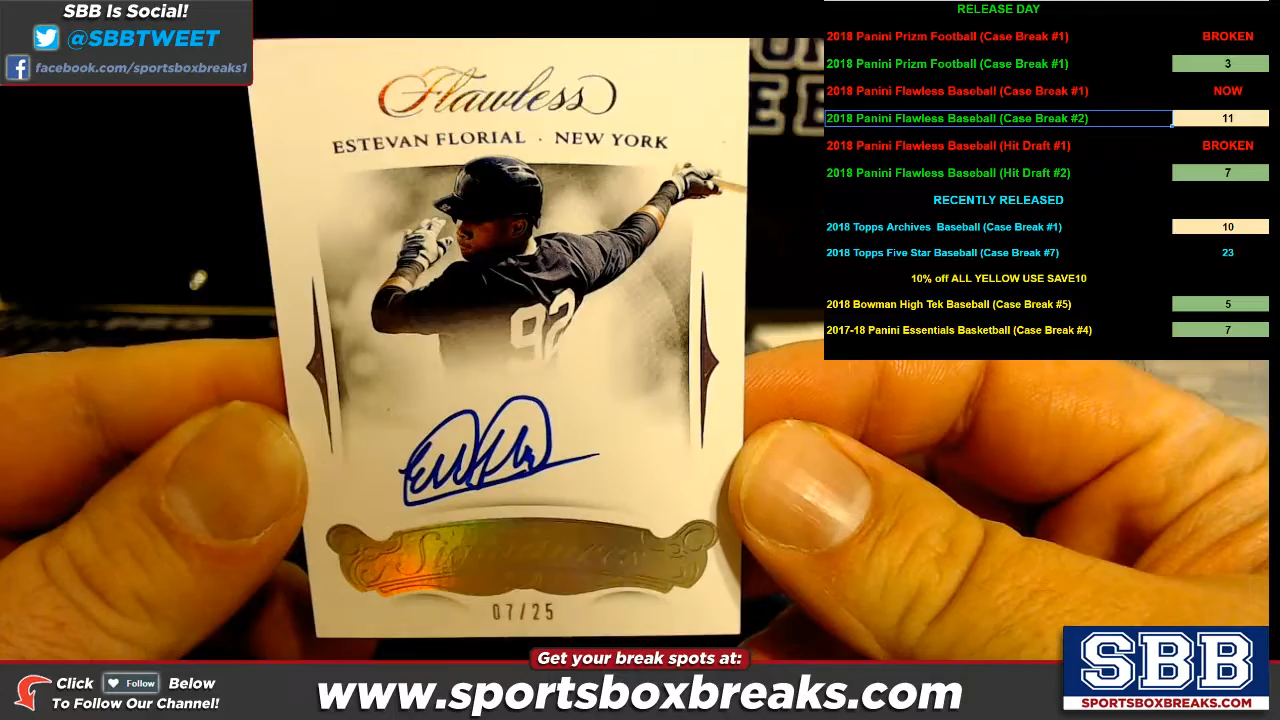 SBB Is Social!
@SBBTWEET
facebook.com/sportsboxbreaks1
Flawless
ESTEVAN FLORIAL · NEW YORK
92
Signatures
07/25
RELEASE DAY
2018 Panini Prizm Football (Case Break #1) BROKEN
2018 Panini Prizm Football (Case Break #1) 3
2018 Panini Flawless Baseball (Case Break #1) NOW
2018 Panini Flawless Baseball (Case Break #2) 11
2018 Panini Flawless Baseball (Hit Draft #1) BROKEN
2018 Panini Flawless Baseball (Hit Draft #2) 7
RECENTLY RELEASED
2018 Topps Archives Baseball (Case Break #1) 10
2018 Topps Five Star Baseball (Case Break #7) 23
10% off ALL YELLOW USE SAVE10
2018 Bowman High Tek Baseball (Case Break #5) 5
2017-18 Panini Essentials Basketball (Case Break #4) 7
Get your break spots at:
Click Follow Below
To Follow Our Channel!
www.sportsboxbreaks.com
SBB
SPORTSBOXBREAKS.COM